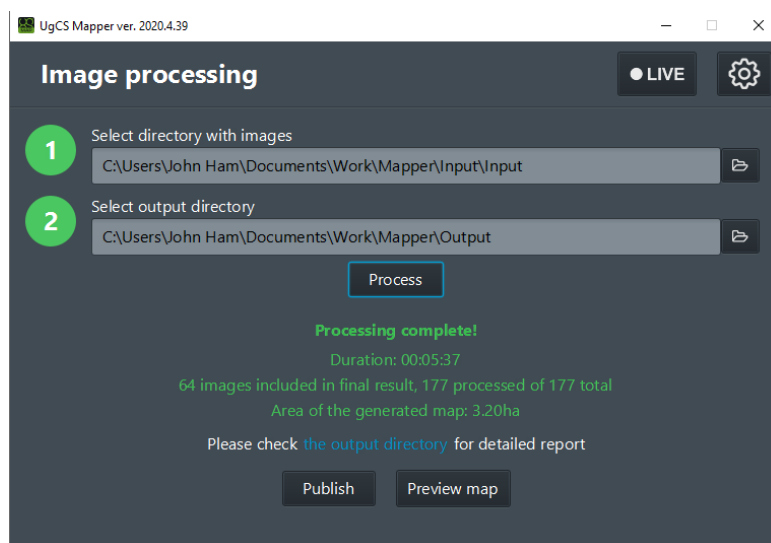 UgCS Mapper ver. 2020.4.39
Image processing
LIVE
1
Select directory with images
C:\Users\John Ham\Documents\Work\Mapper\Input\Input
2
Select output directory
C:\Users\John Ham\Documents\Work\Mapper\Output
Process
Processing complete!
Duration: 00:05:37
64 images included in final result, 177 processed of 177 total
Area of the generated map: 3.20ha
Please check the output directory for detailed report
Publish
Preview map